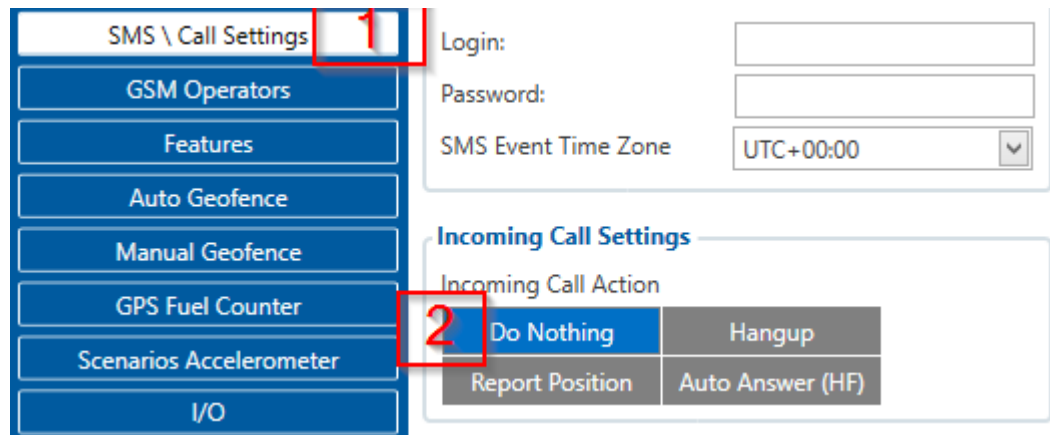 SMS \ Call Settings
1
GSM Operators
Features
Auto Geofence
Manual Geofence
GPS Fuel Counter
Scenarios Accelerometer
I/O
Login:
Password:
SMS Event Time Zone
UTC+00:00
Incoming Call Settings
Incoming Call Action
2
Do Nothing
Hangup
Report Position
Auto Answer (HF)